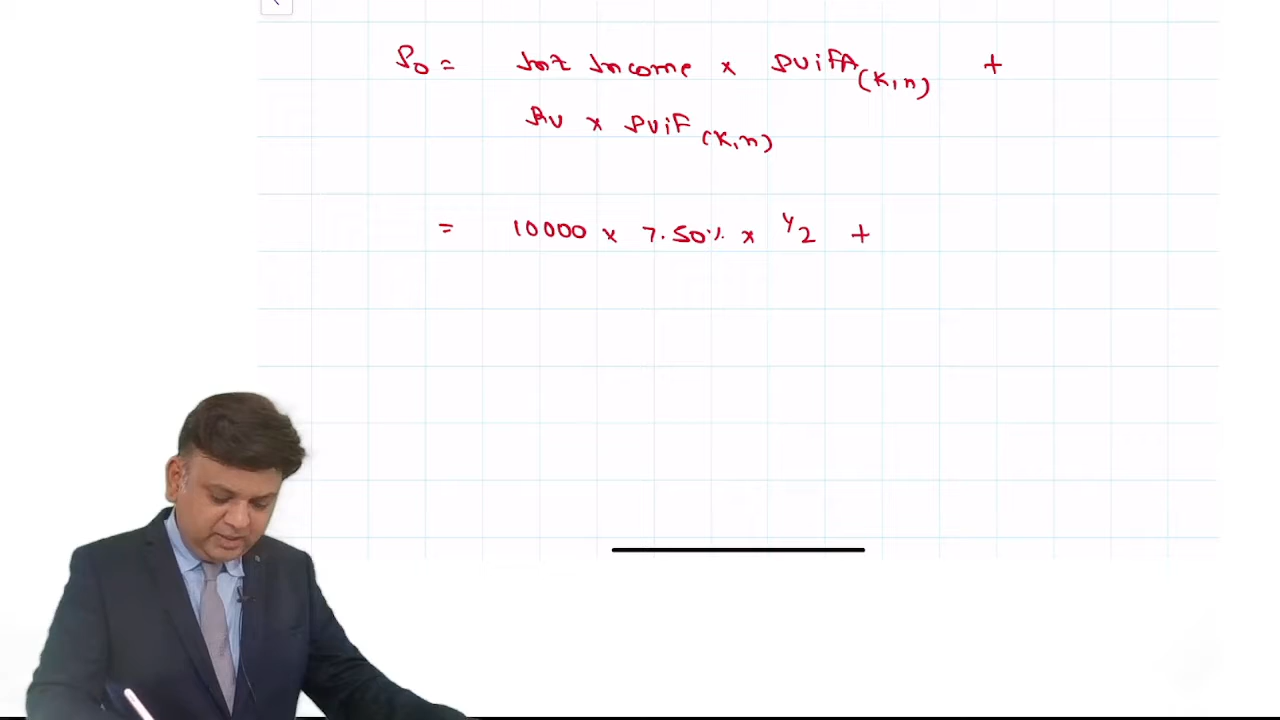 P0 = Int Income x PVIFA(K,n) +
RV x PVIF(K,n)
= 10000 x 7.50% x 1/2 +